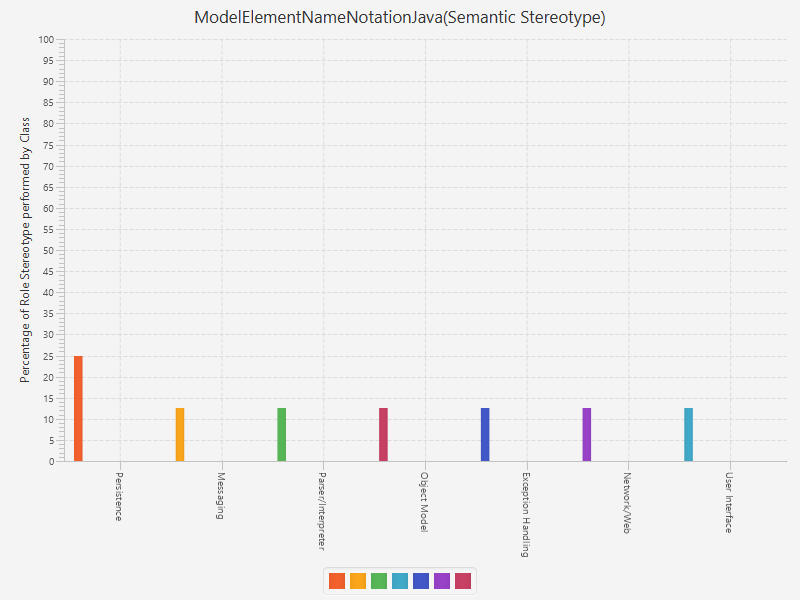 ModelElementNameNotationJava(Semantic Stereotype)
Percentage of Role Stereotype performed by Class
100
95
90
85
80
75
70
65
60
55
50
45
40
35
30
25
20
15
10
5
0
Persistence
Messaging
Parser/Interpreter
Object Model
Exception Handling
Network/Web
User Interface